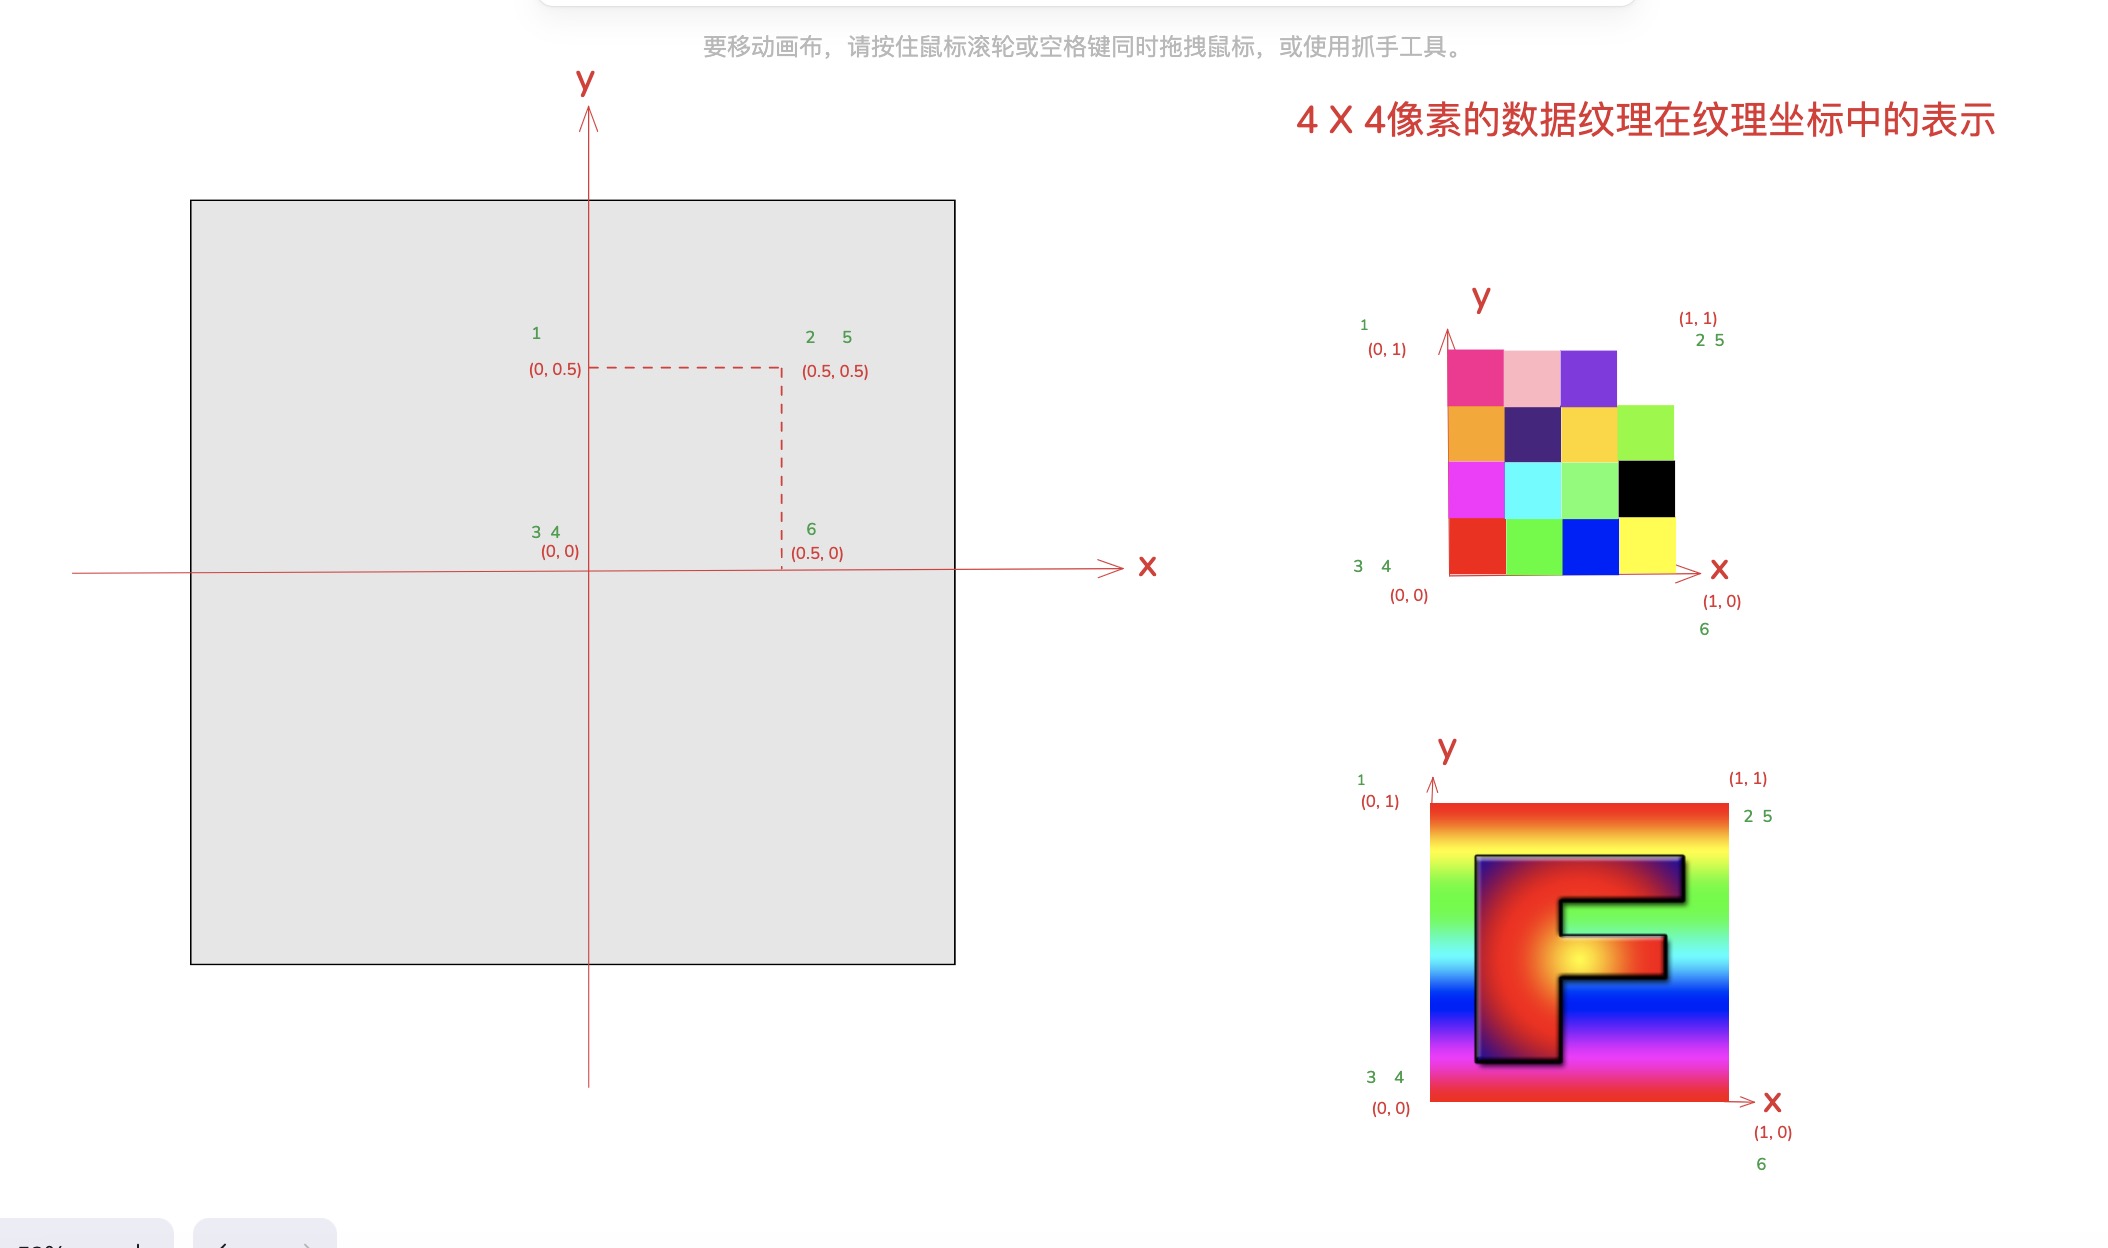 要移动画布，请按住鼠标滚轮或空格键同时拖拽鼠标，或使用抓手工具。
y
4 X 4像素的数据纹理在纹理坐标中的表示
1
2 5
(0, 0.5)
(0.5, 0.5)
3 4
(0, 0)
6
(0.5, 0)
x
y
1
(0, 1)
(1, 1)
2 5
3 4
(0, 0)
x
(1, 0)
6
y
1
(0, 1)
(1, 1)
2 5
F
3 4
(0, 0)
x
(1, 0)
6